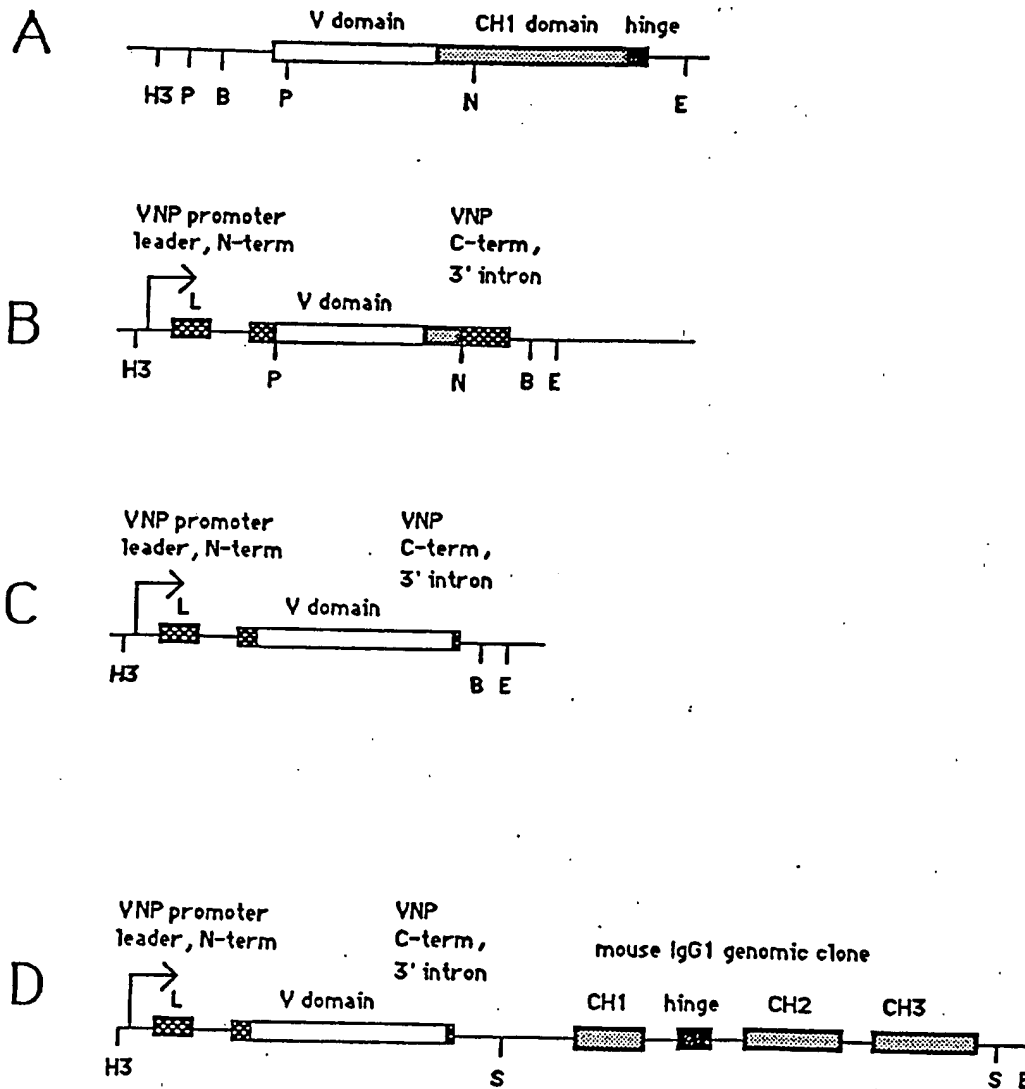 A
V domain
CH1 domain
hinge
H3 P B P N E
B
VNP promoter
leader, N-term
VNP
C-term,
3' intron
L
V domain
H3 P N B E
C
VNP promoter
leader, N-term
VNP
C-term,
3' intron
L
V domain
H3 B E
D
VNP promoter
leader, N-term
VNP
C-term,
3' intron
mouse IgG1 genomic clone
L
V domain
CH1
hinge
CH2
CH3
H3 S S